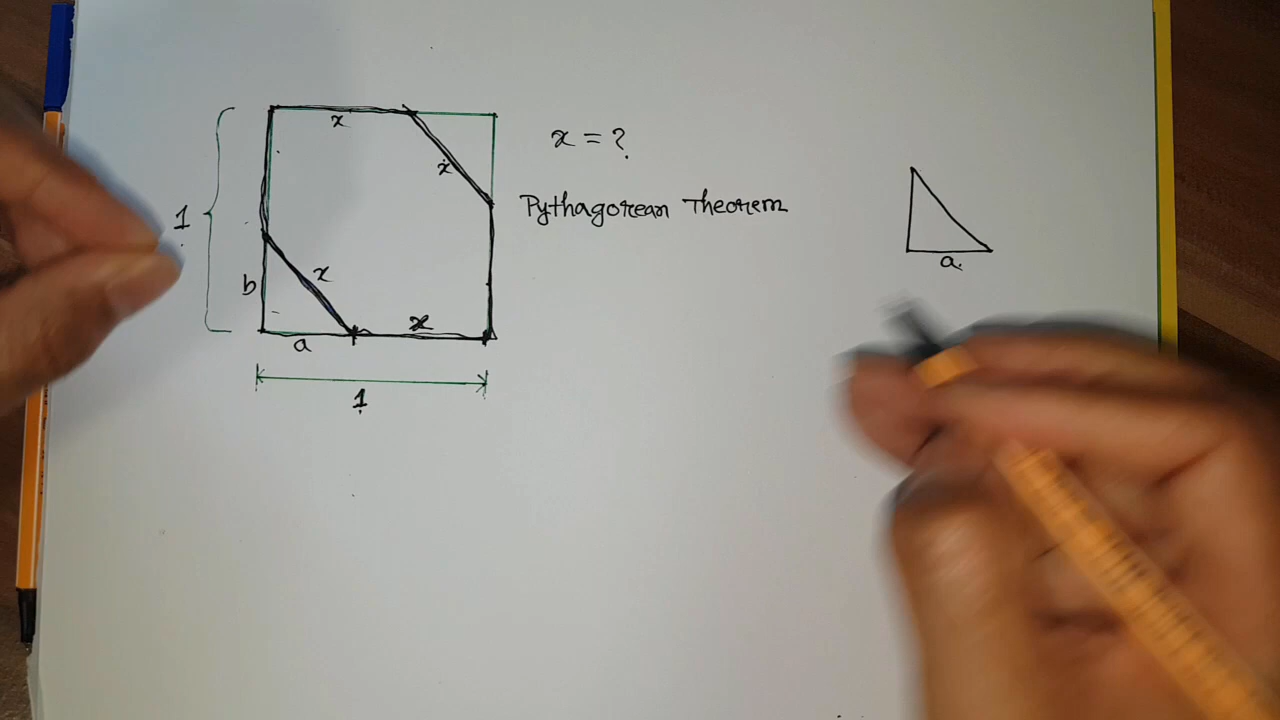 x
x
x = ?
1
Pythagorean Theorem
b
x
x
a
1
a